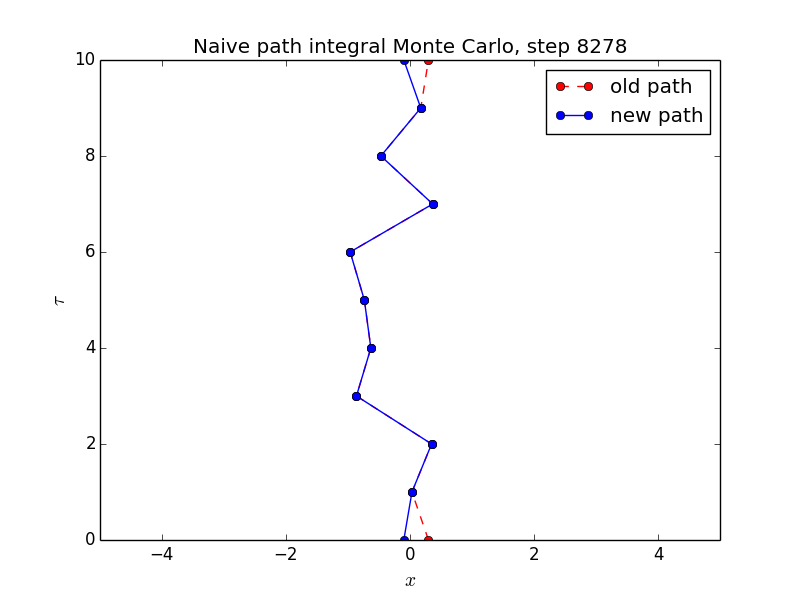 Naive path integral Monte Carlo, step 8278
old path
new path
10
8
6
4
2
0
τ
−4 −2 0 2 4
x